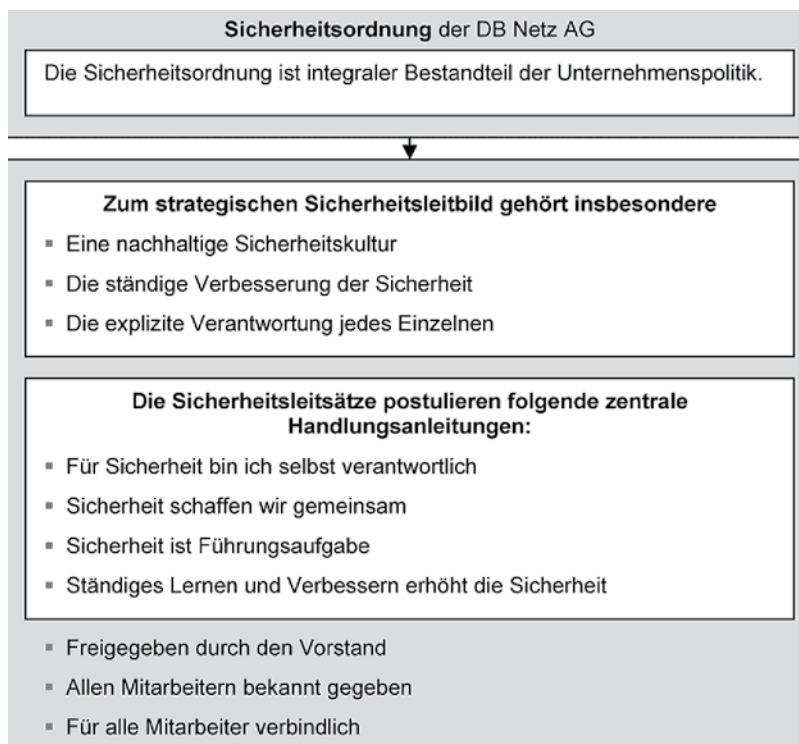 Sicherheitsordnung der DB Netz AG
Die Sicherheitsordnung ist integraler Bestandteil der Unternehmenspolitik.
Zum strategischen Sicherheitsleitbild gehört insbesondere
▪ Eine nachhaltige Sicherheitskultur
▪ Die ständige Verbesserung der Sicherheit
▪ Die explizite Verantwortung jedes Einzelnen
Die Sicherheitsleitsätze postulieren folgende zentrale
Handlungsanleitungen:
▪ Für Sicherheit bin ich selbst verantwortlich
▪ Sicherheit schaffen wir gemeinsam
▪ Sicherheit ist Führungsaufgabe
▪ Ständiges Lernen und Verbessern erhöht die Sicherheit
▪ Freigegeben durch den Vorstand
▪ Allen Mitarbeitern bekannt gegeben
▪ Für alle Mitarbeiter verbindlich